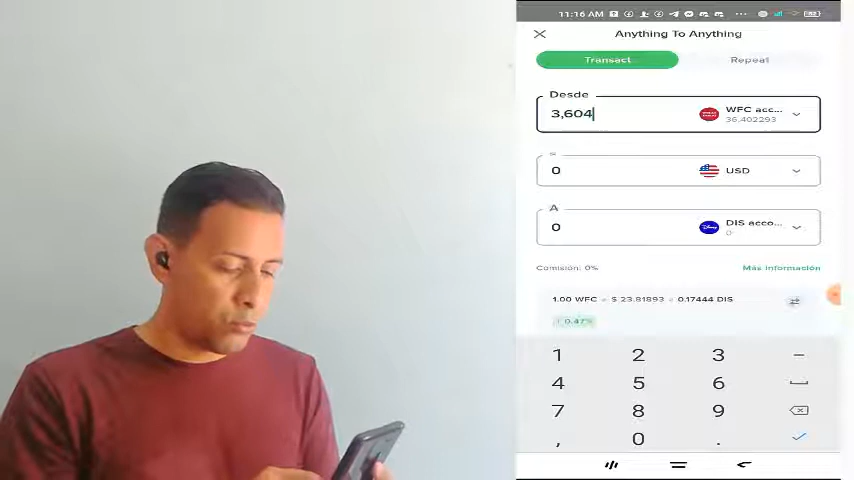 11:16 AM
Anything To Anything
Transact
Repeat
Desde
3,604
WFC acc...
36.402293
0
USD
A
0
DIS acco...
0
Comisión: 0%
Más información
1.00 WFC = $ 23.81893 = 0.17444 DIS
↑ 0.47%
1 2 3 –
4 5 6
7 8 9
, 0 .